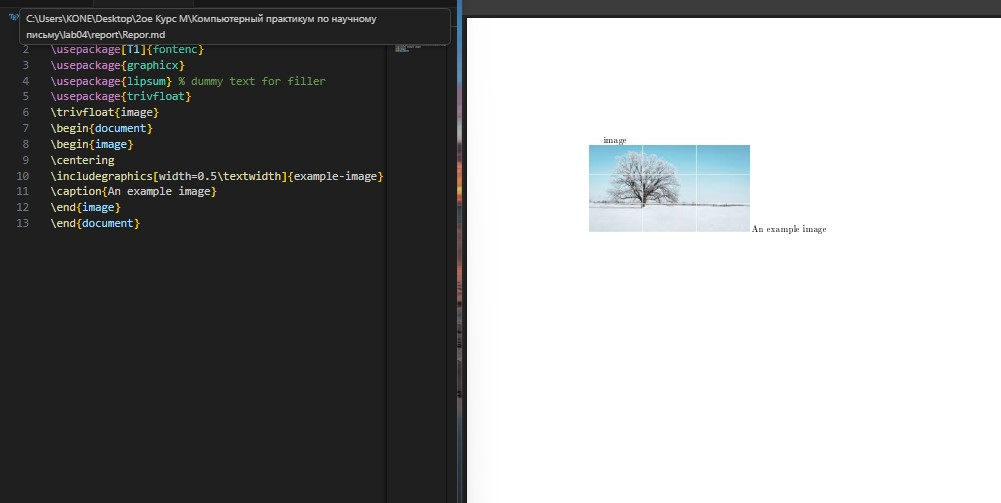 C:\Users\KONE\Desktop\2ое Курс М\Компьютерный практикум по научному
письму\lab04\report\Repor.md
2 \usepackage[T1]{fontenc}
3 \usepackage{graphicx}
4 \usepackage{lipsum} % dummy text for filler
5 \usepackage{trivfloat}
6 \trivfloat{image}
7 \begin{document}
8 \begin{image}
9 \centering
10 \includegraphics[width=0.5\textwidth]{example-image}
11 \caption{An example image}
12 \end{image}
13 \end{document}
image
An example image